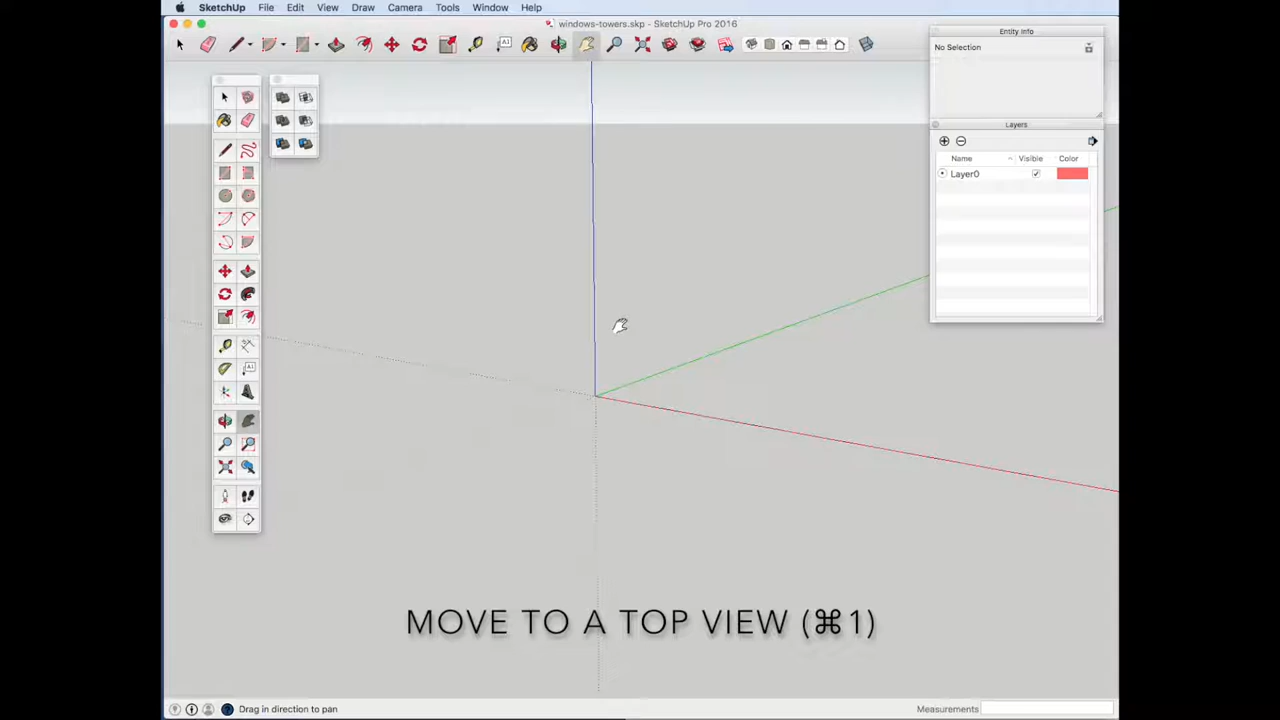 SketchUp File Edit View Draw Camera Tools Window Help
windows-towers.skp - SketchUp Pro 2016
Entity Info
No Selection
Layers
Name Visible Color
Layer0
MOVE TO A TOP VIEW (⌘1)
Drag in direction to pan
Measurements